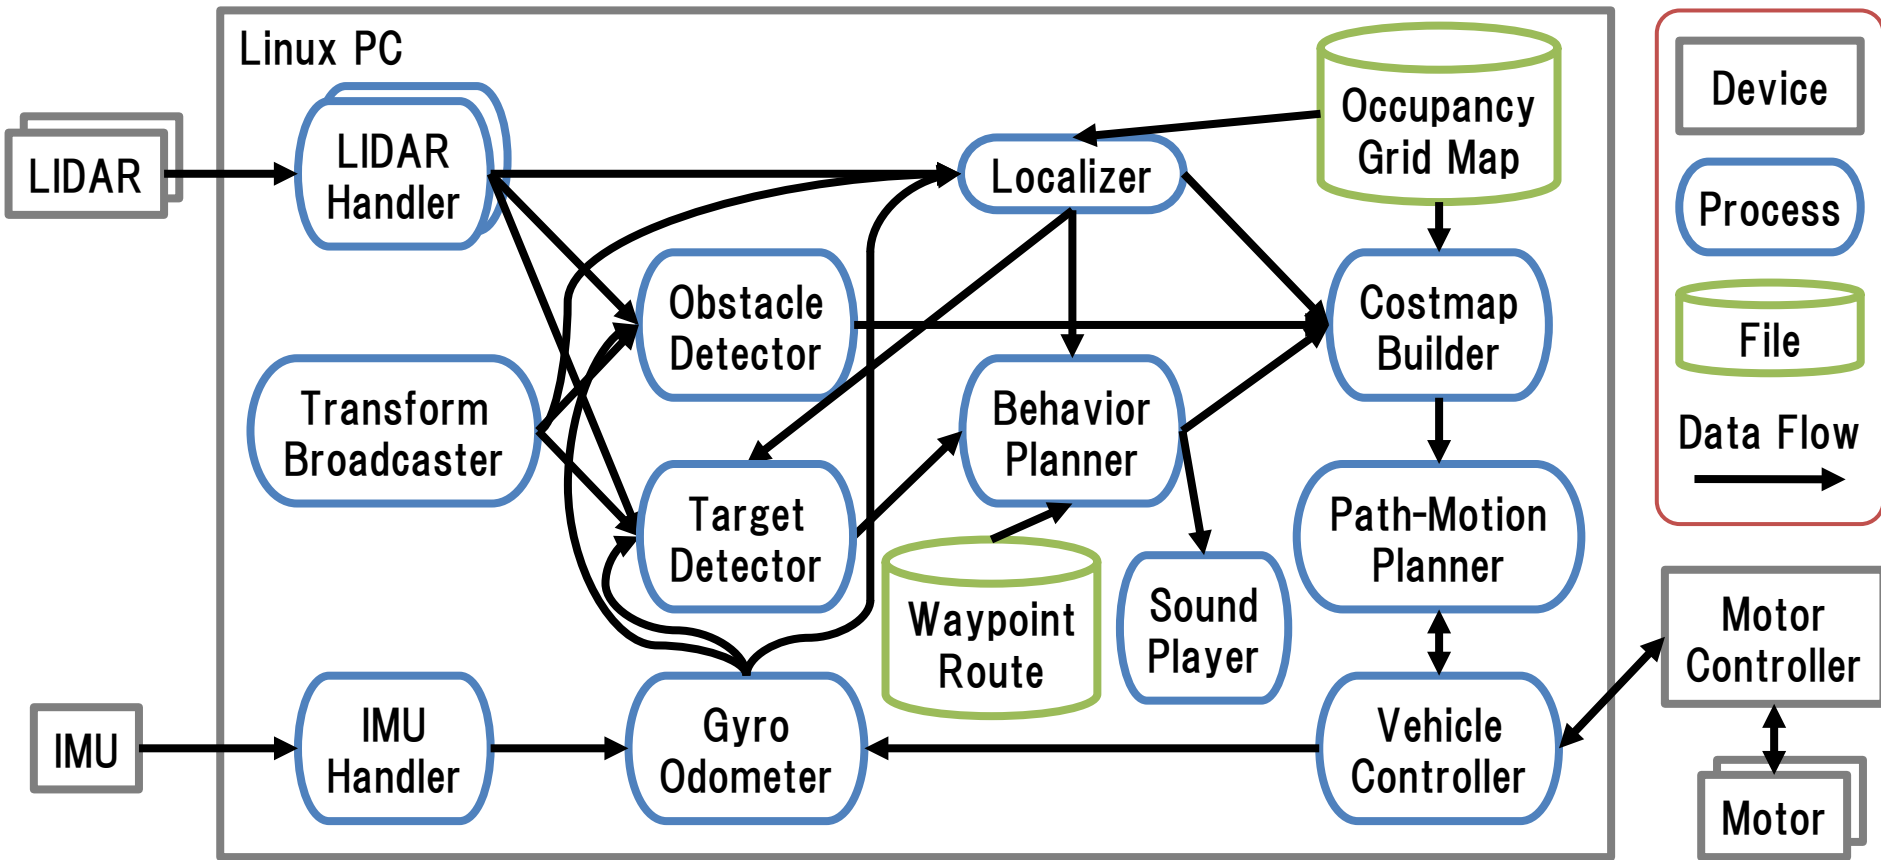 Linux PC
LIDAR
LIDAR
Handler
Localizer
Occupancy
Grid Map
Obstacle
Detector
Costmap
Builder
Transform
Broadcaster
Behavior
Planner
Target
Detector
Path-Motion
Planner
Waypoint
Route
Sound
Player
IMU
IMU
Handler
Gyro
Odometer
Vehicle
Controller
Motor
Controller
Motor
Device
Process
File
Data Flow